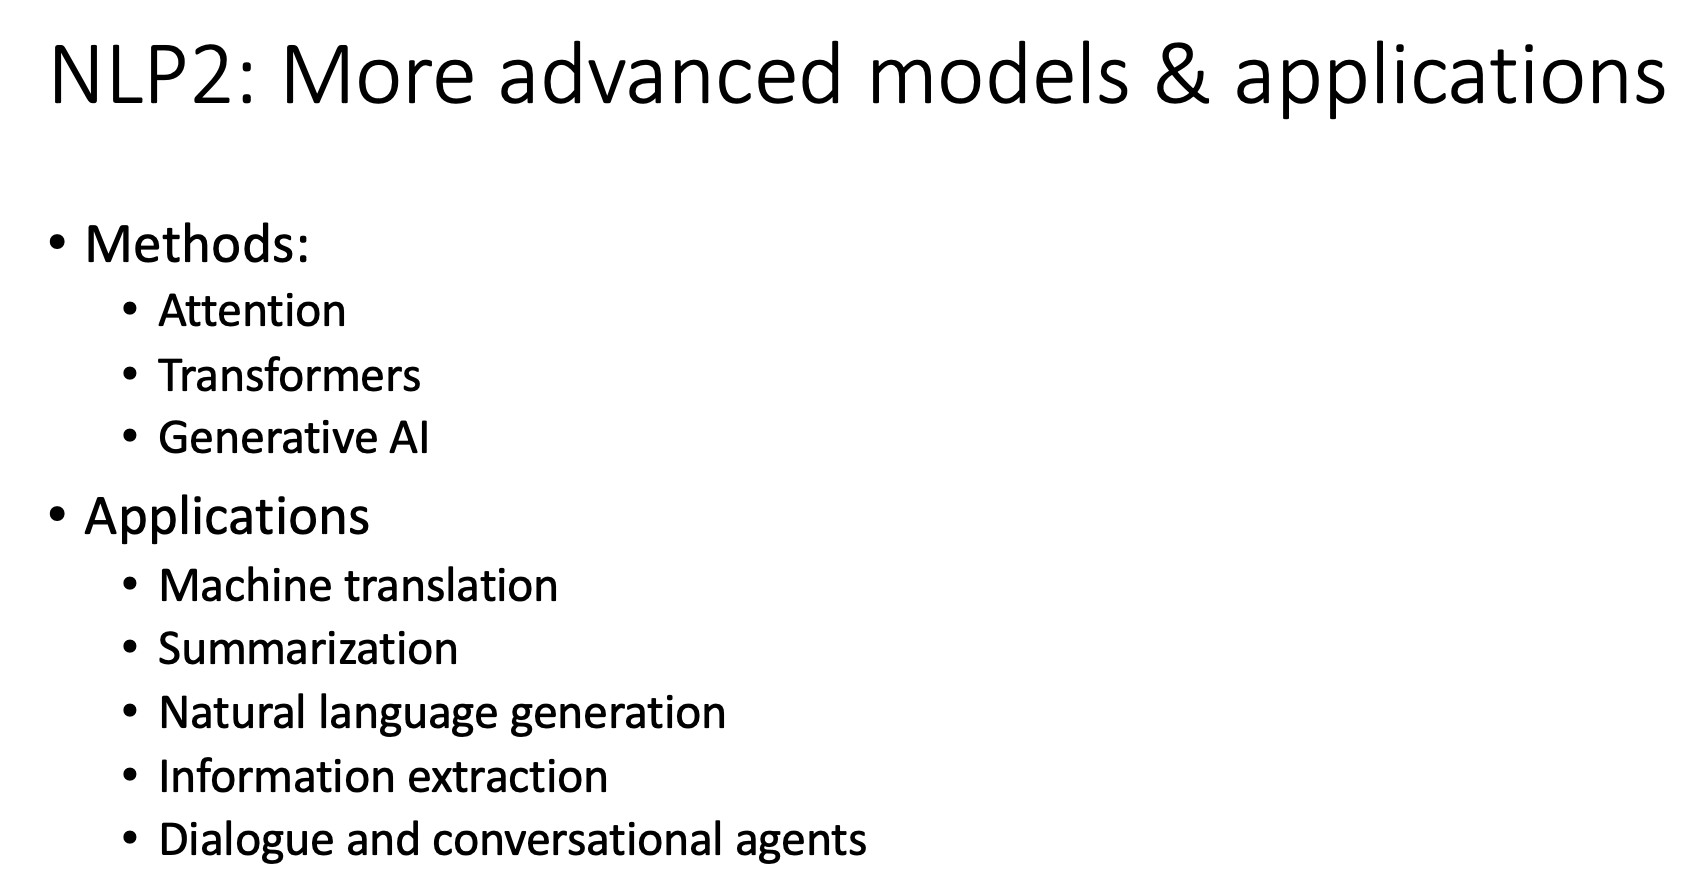 NLP2: More advanced models & applications
• Methods:
• Attention
• Transformers
• Generative AI
• Applications
• Machine translation
• Summarization
• Natural language generation
• Information extraction
• Dialogue and conversational agents